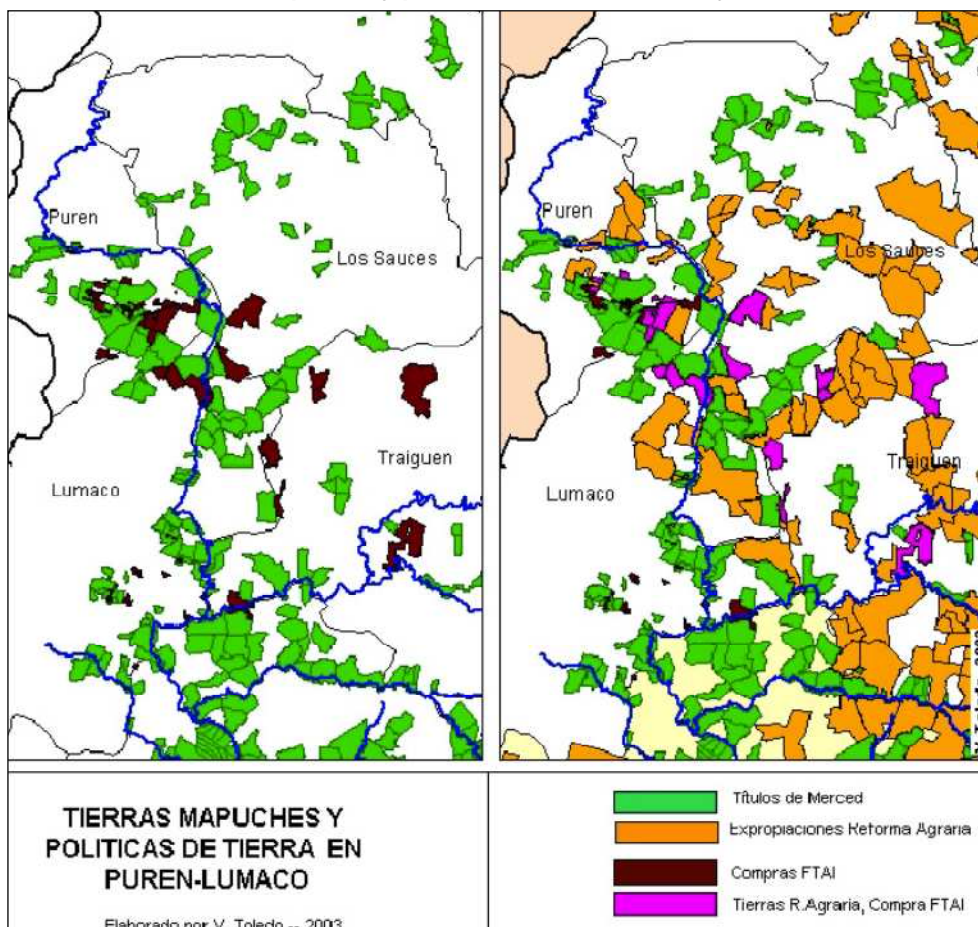 Puren
Los Sauces
Traiguen
Lumaco
Puren
Los Sauces
Traiguen
Lumaco
TIERRAS MAPUCHES Y
POLITICAS DE TIERRA EN
PUREN-LUMACO
Elaborado por V. Toledo -- 2003
Títulos de Merced
Expropiaciones Reforma Agraria
Compras FTAI
Tierras R.Agraria, Compra FTAI